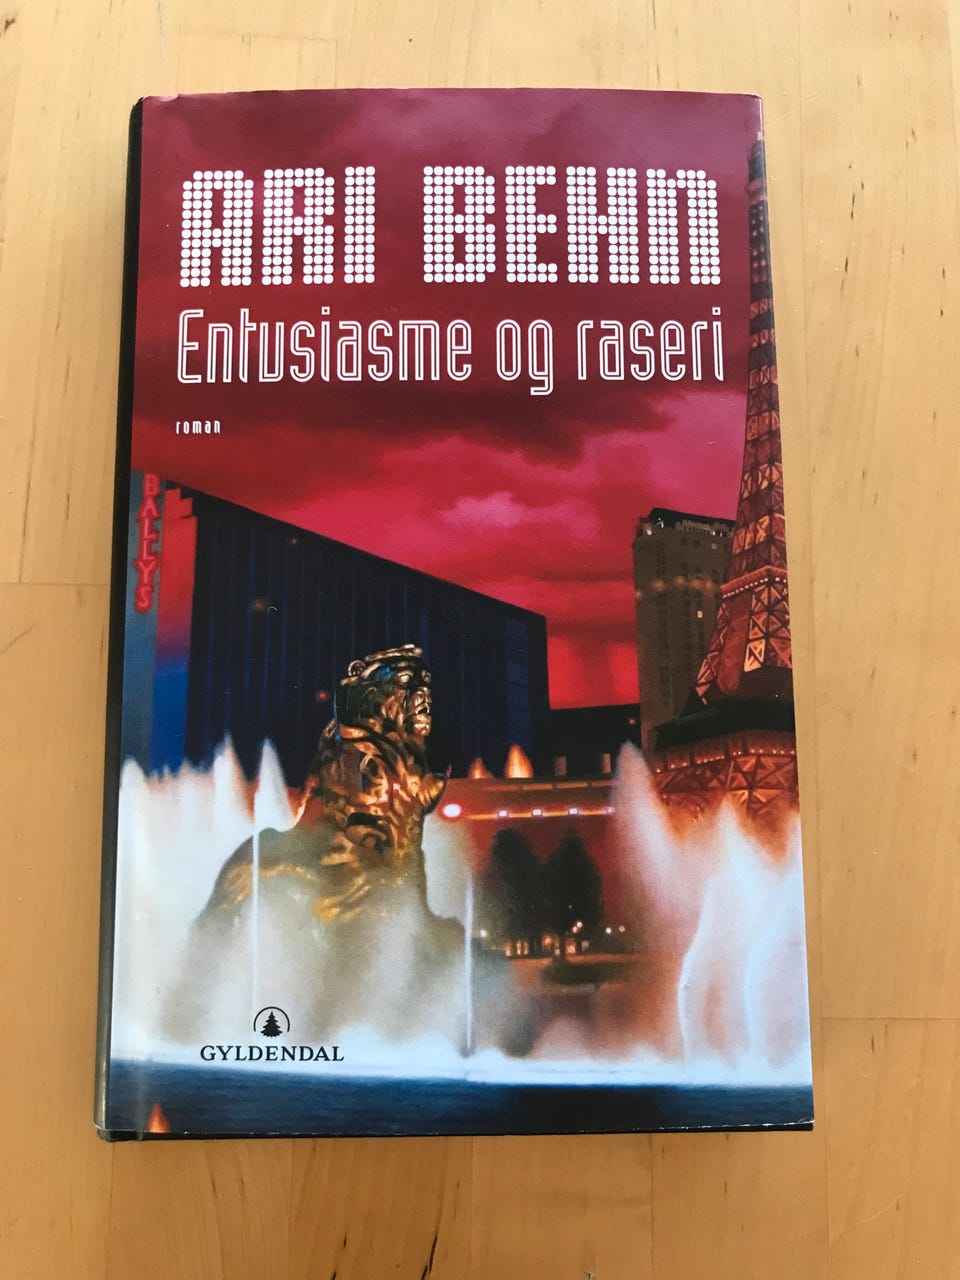 ARI BEHN
Entusiasme og raseri
roman
BALLYS
GYLDENDAL